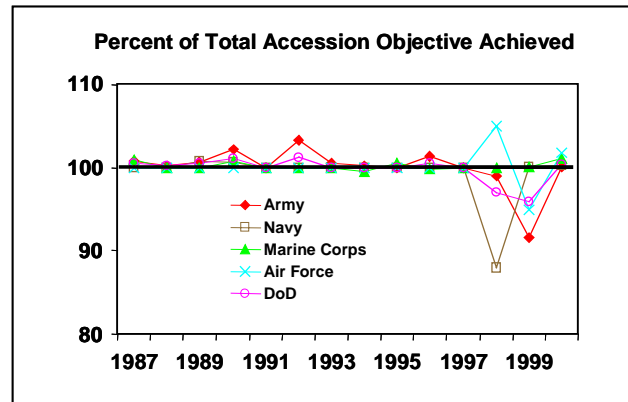 Percent of Total Accession Objective Achieved
110
100
90
80
Army
Navy
Marine Corps
Air Force
DoD
1987 1989 1991 1993 1995 1997 1999